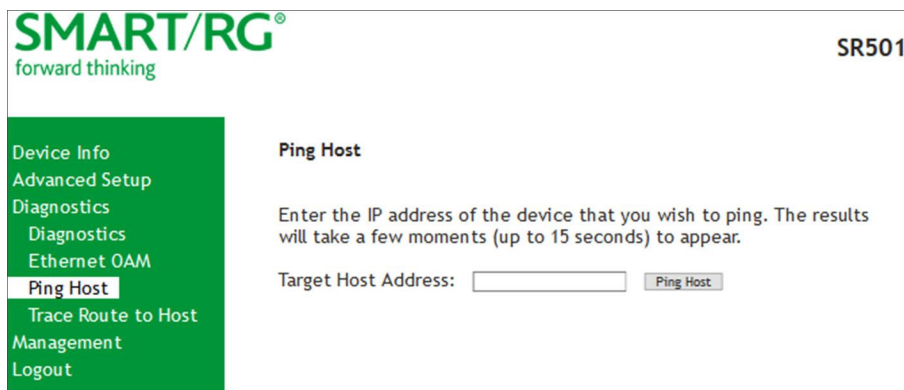 SMART/RG®
forward thinking
SR501
Device Info
Advanced Setup
Diagnostics
Diagnostics
Ethernet OAM
Ping Host
Trace Route to Host
Management
Logout
Ping Host
Enter the IP address of the device that you wish to ping. The results
will take a few moments (up to 15 seconds) to appear.
Target Host Address:
Ping Host